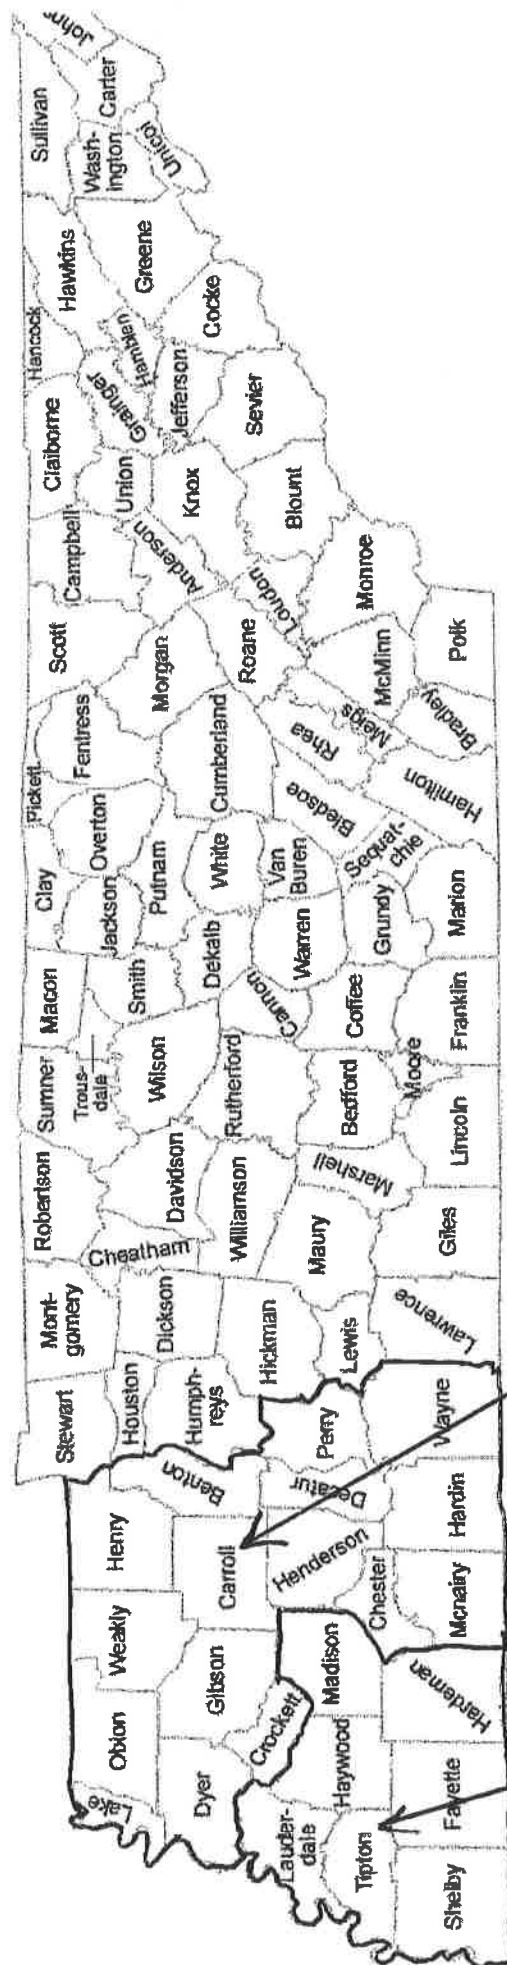 Lake
Obion
Weakly
Henry
Stewart
Mont-
gomery
Robertson
Sumner
Macon
Clay
Pickett
Scott
Campbell
Claiborne
Hancock
Hawkins
Sullivan
Johns
Dyer
Gibson
Carroll
Benton
Houston
Humph-
reys
Dickson
Cheatham
Davidson
Trous-
dale
Wilson
Smith
Jackson
Overton
Fentress
Putnam
Morgan
Anderson
Union
Grainger
Hamblen
Greene
Wash-
ington
Unicoi
Carter
Lauder-
dale
Crockett
Haywood
Madison
Henderson
Decatur
Perry
Hickman
Lewis
Williamson
Maury
Rutherford
Cannon
Dekalb
White
Van
Buren
Warren
Cumberland
Bledsoe
Rhea
Roane
Loudon
Knox
Jefferson
Cocke
Sevier
Blount
Tipton
Shelby
Fayette
Hardeman
Chester
Mcnairy
Hardin
Wayne
Lawrence
Giles
Marshell
Bedford
Moore
Lincoln
Coffee
Franklin
Grundy
Sequat-
chie
Marion
Hamilton
Meigs
McMinn
Bradley
Polk
Monroe